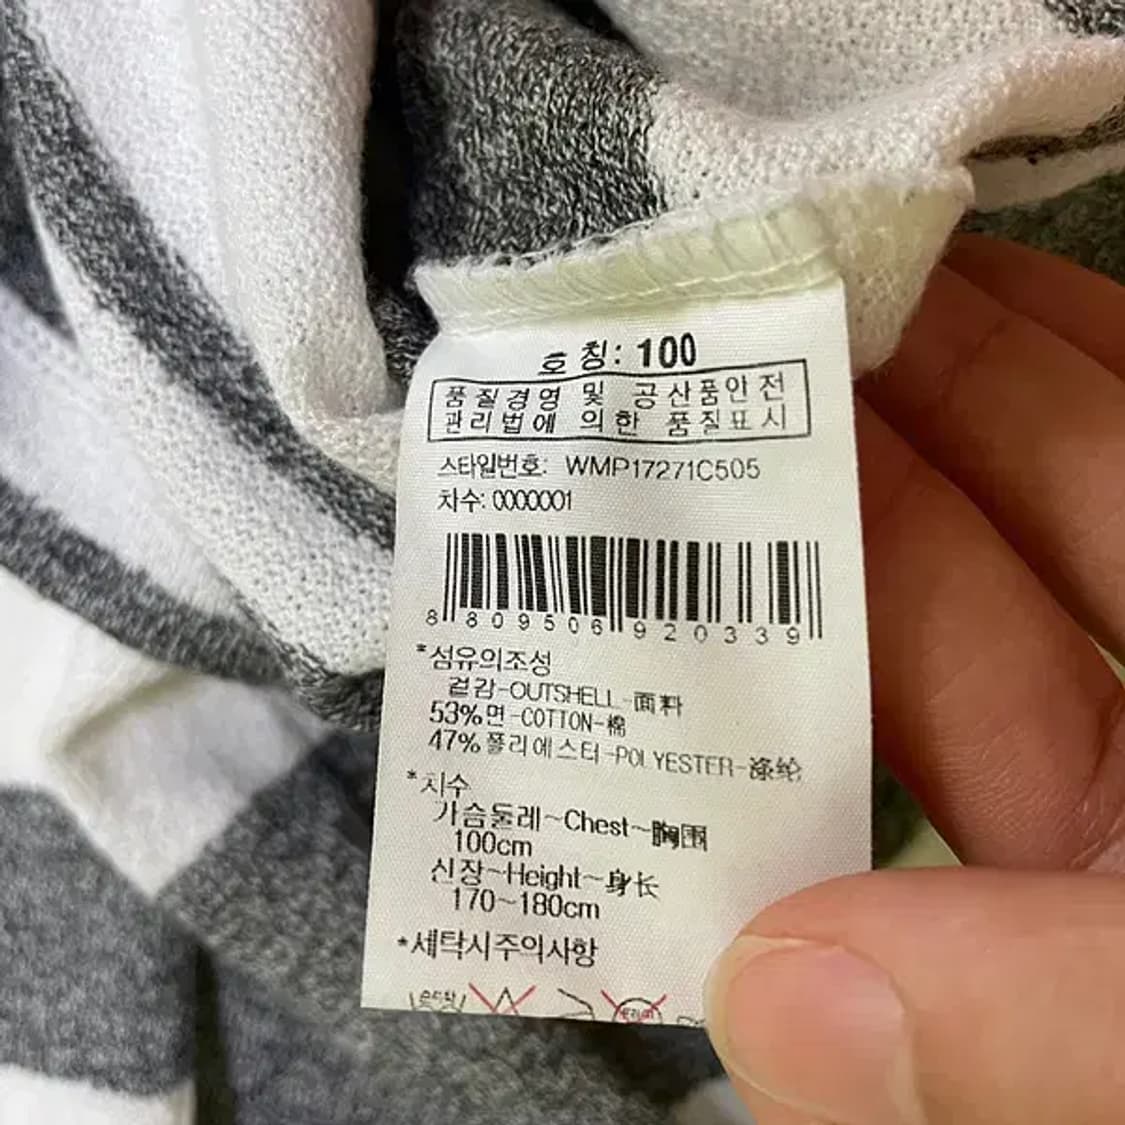 호칭: 100
품질경영 및 공산품안전
관리법에 의한 품질표시
스타일번호: WMP17271C505
차수: 0000001
8 809506 920339
*섬유의조성
겉감-OUTSHELL-面料
53%면-COTTON-棉
47%폴리에스터-POLYESTER-涤纶
*치수
가슴둘레~Chest~胸围
100cm
신장~Height~身长
170~180cm
*세탁시주의사항